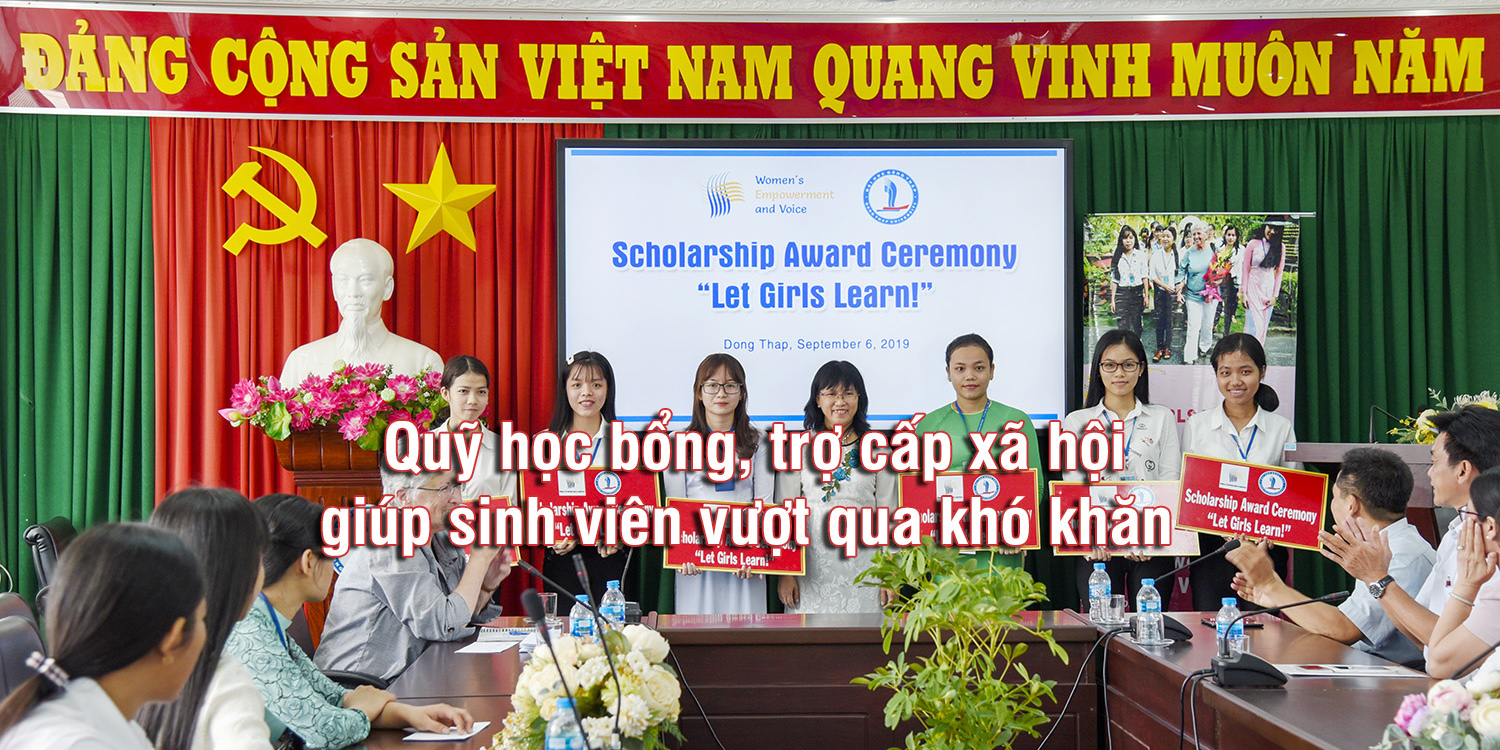 ĐẢNG CỘNG SẢN VIỆT NAM QUANG VINH MUÔN NĂM
Women's
Empowerment
and Voice
Scholarship Award Ceremony
“Let Girls Learn!”
Dong Thap, September 6, 2019
Quỹ học bổng, trợ cấp xã hội
giúp sinh viên vượt qua khó khăn
Scholarship Award Ceremony
“Let Girls Learn!”
“Let Girls Learn!”